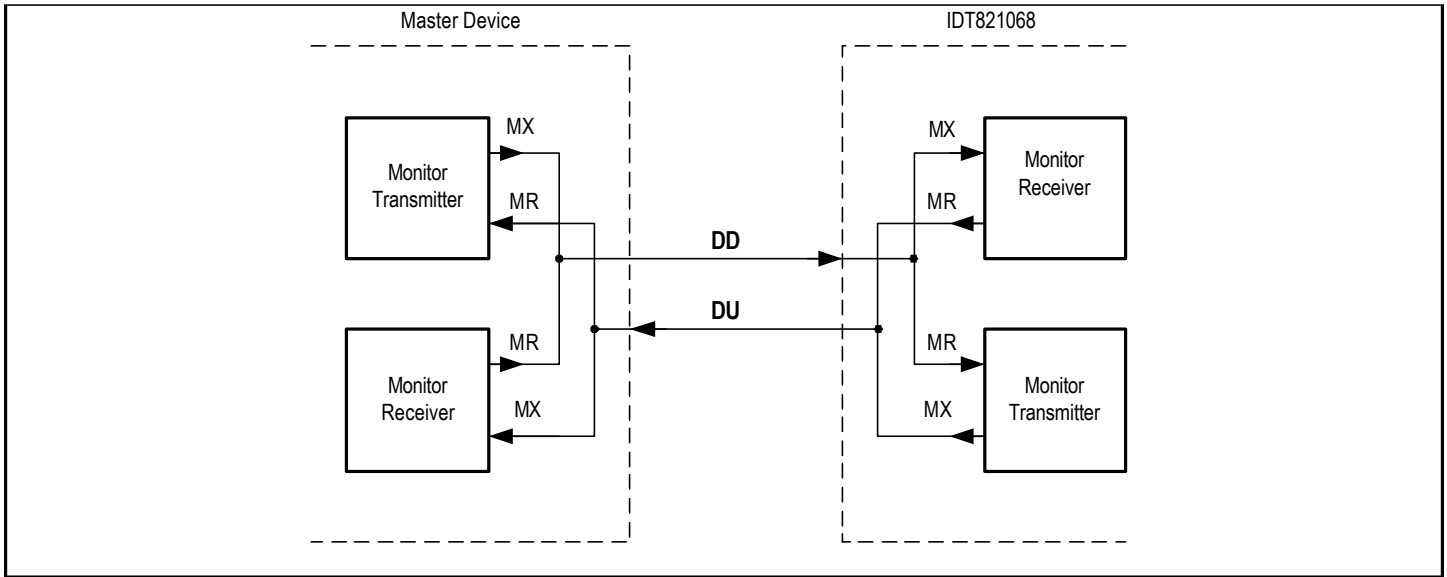 Master Device
IDT821068
MX
Monitor
Transmitter
MR
MR
Monitor
Receiver
MX
DD
DU
MX
Monitor
Receiver
MR
MR
Monitor
Transmitter
MX